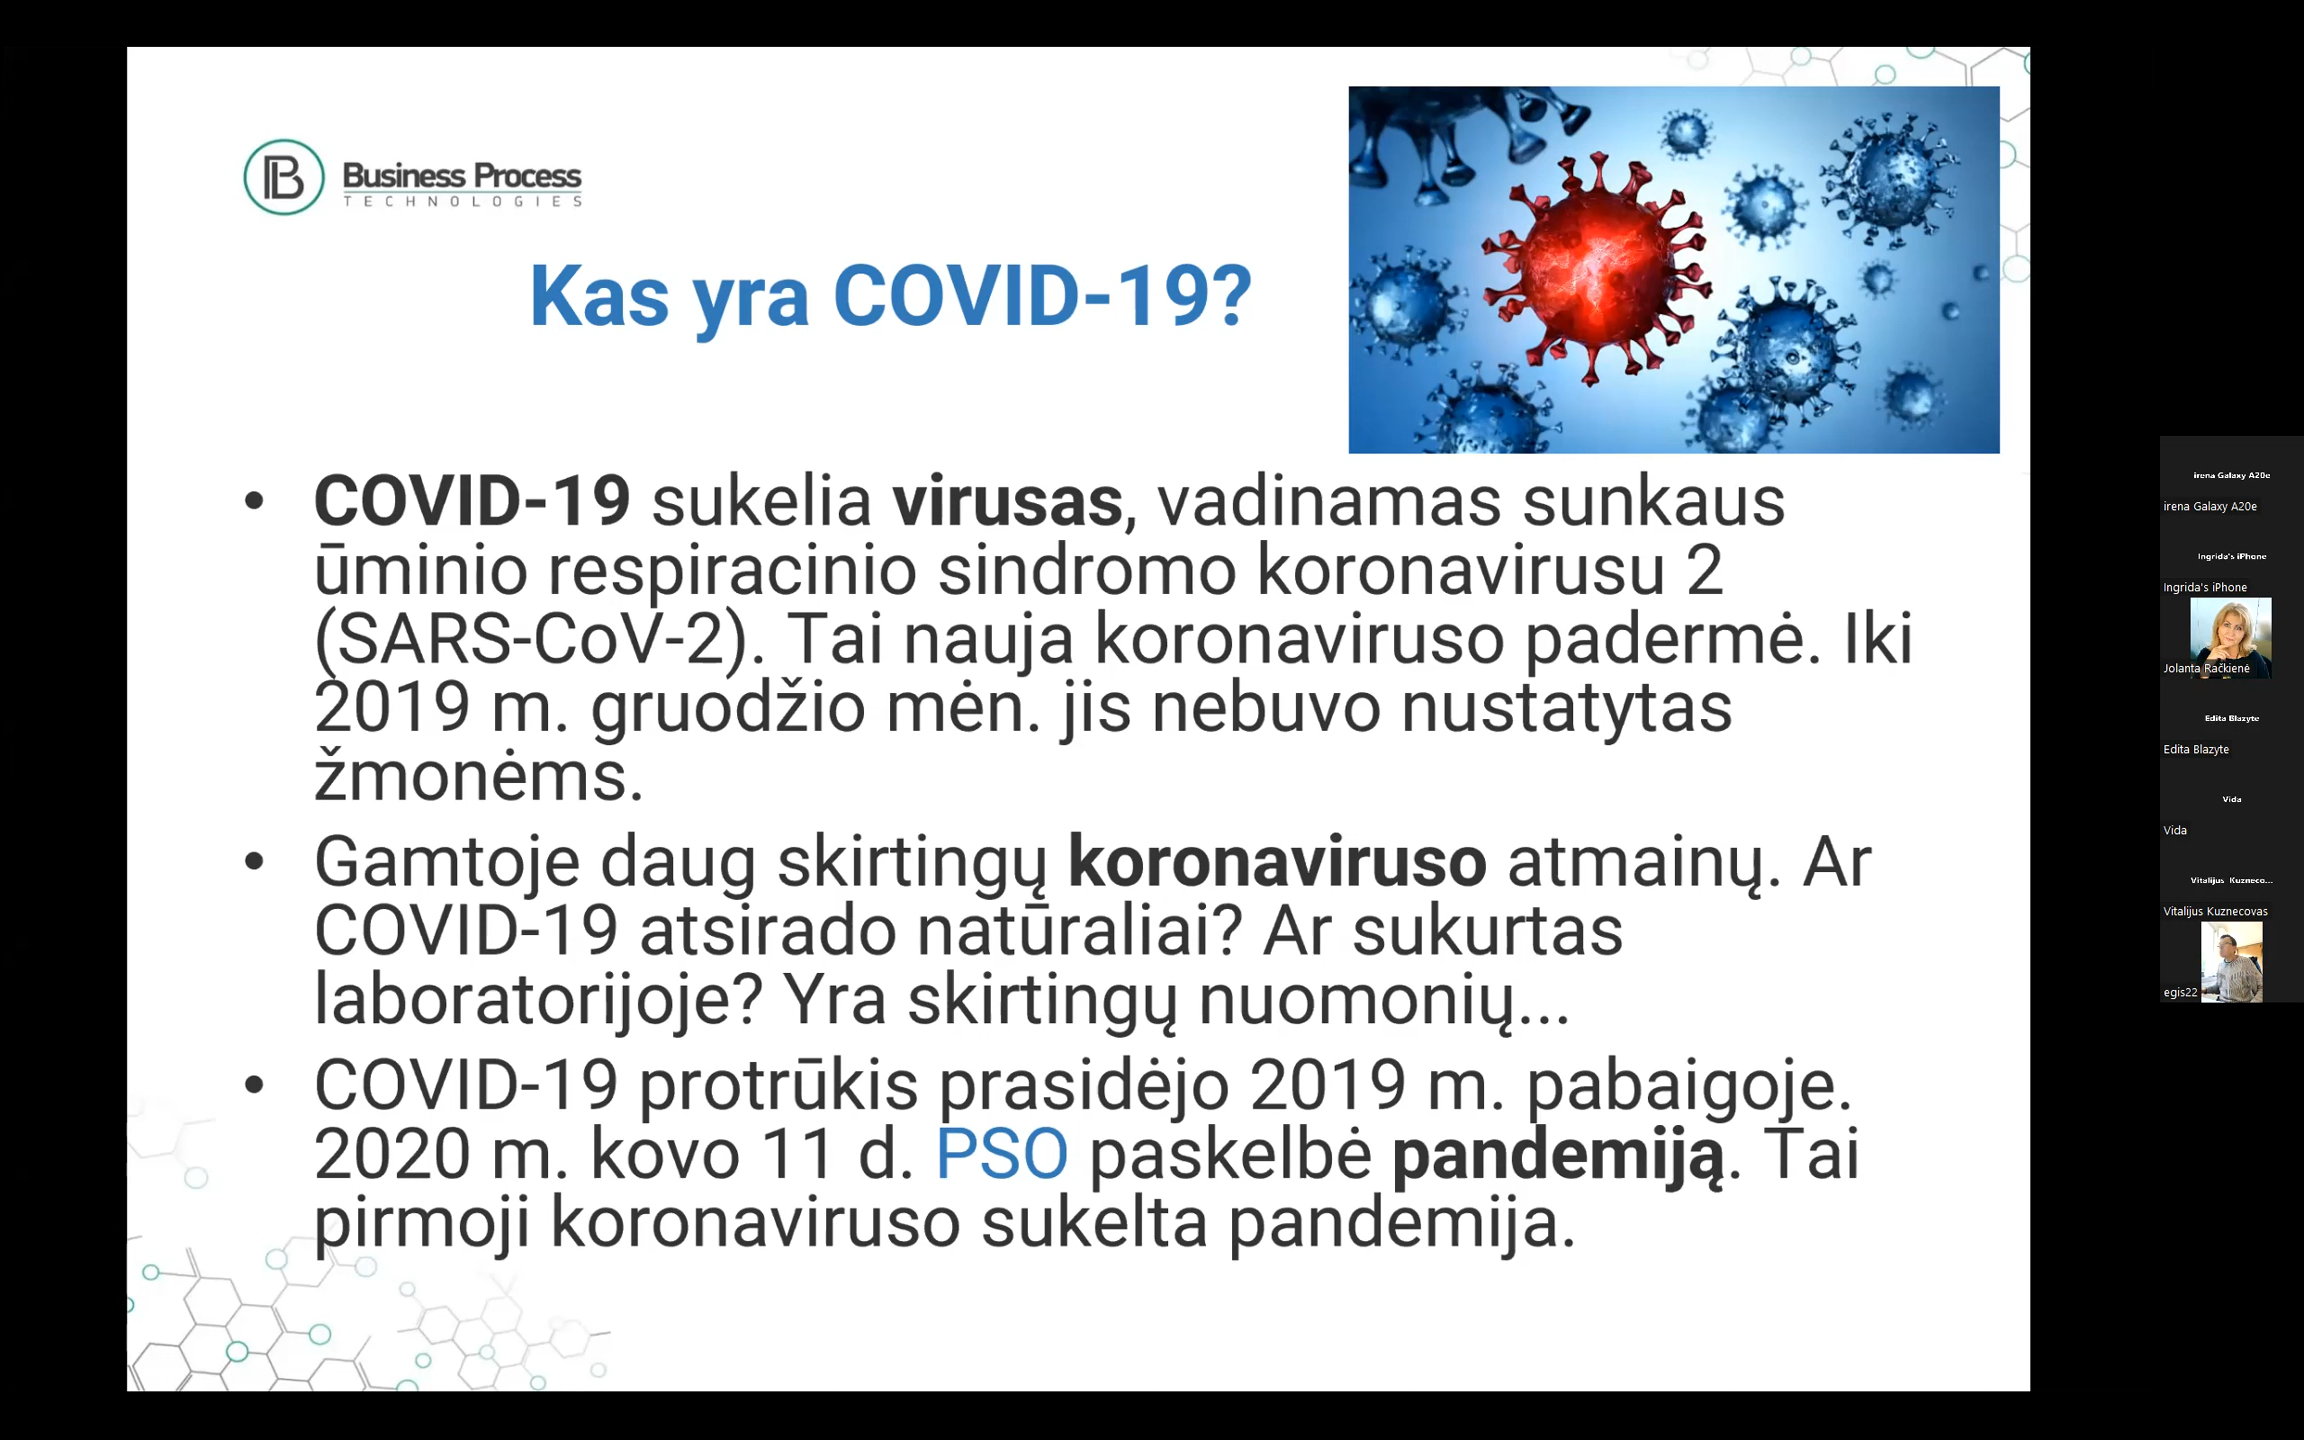 Business Process
TECHNOLOGIES
Kas yra COVID-19?
• COVID-19 sukelia virusas, vadinamas sunkaus
ūminio respiracinio sindromo koronavirusu 2
(SARS-CoV-2). Tai nauja koronaviruso padermė. Iki
2019 m. gruodžio mėn. jis nebuvo nustatytas
žmonėms.
• Gamtoje daug skirtingų koronaviruso atmainų. Ar
COVID-19 atsirado natūraliai? Ar sukurtas
laboratorijoje? Yra skirtingų nuomonių...
• COVID-19 protrūkis prasidėjo 2019 m. pabaigoje.
2020 m. kovo 11 d. PSO paskelbė pandemiją. Tai
pirmoji koronaviruso sukelta pandemija.
irena Galaxy A20e
irena Galaxy A20e
Ingrida's iPhone
Ingrida's iPhone
Jolanta Račkienė
Edita Blazyte
Edita Blazyte
Vida
Vida
Vitalijus Kuzneco...
Vitalijus Kuznecovas
egis22